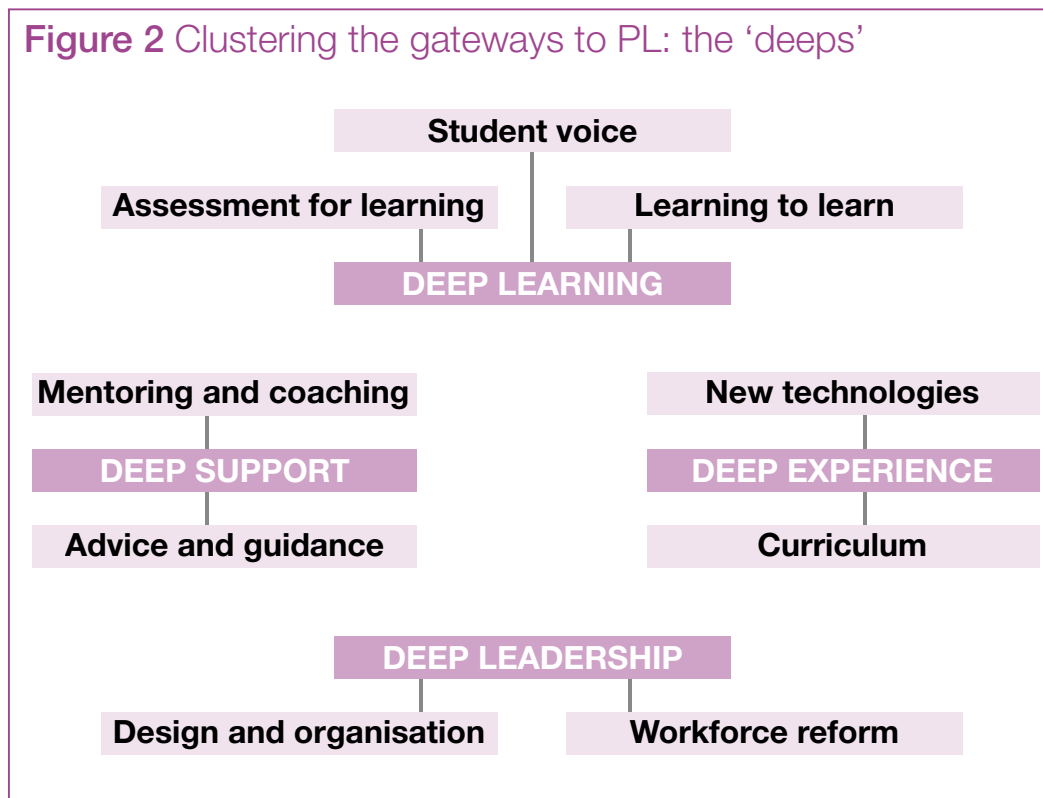 Figure 2 Clustering the gateways to PL: the ‘deeps’
Student voice
Assessment for learning
Learning to learn
DEEP LEARNING
Mentoring and coaching
DEEP SUPPORT
Advice and guidance
New technologies
DEEP EXPERIENCE
Curriculum
DEEP LEADERSHIP
Design and organisation
Workforce reform